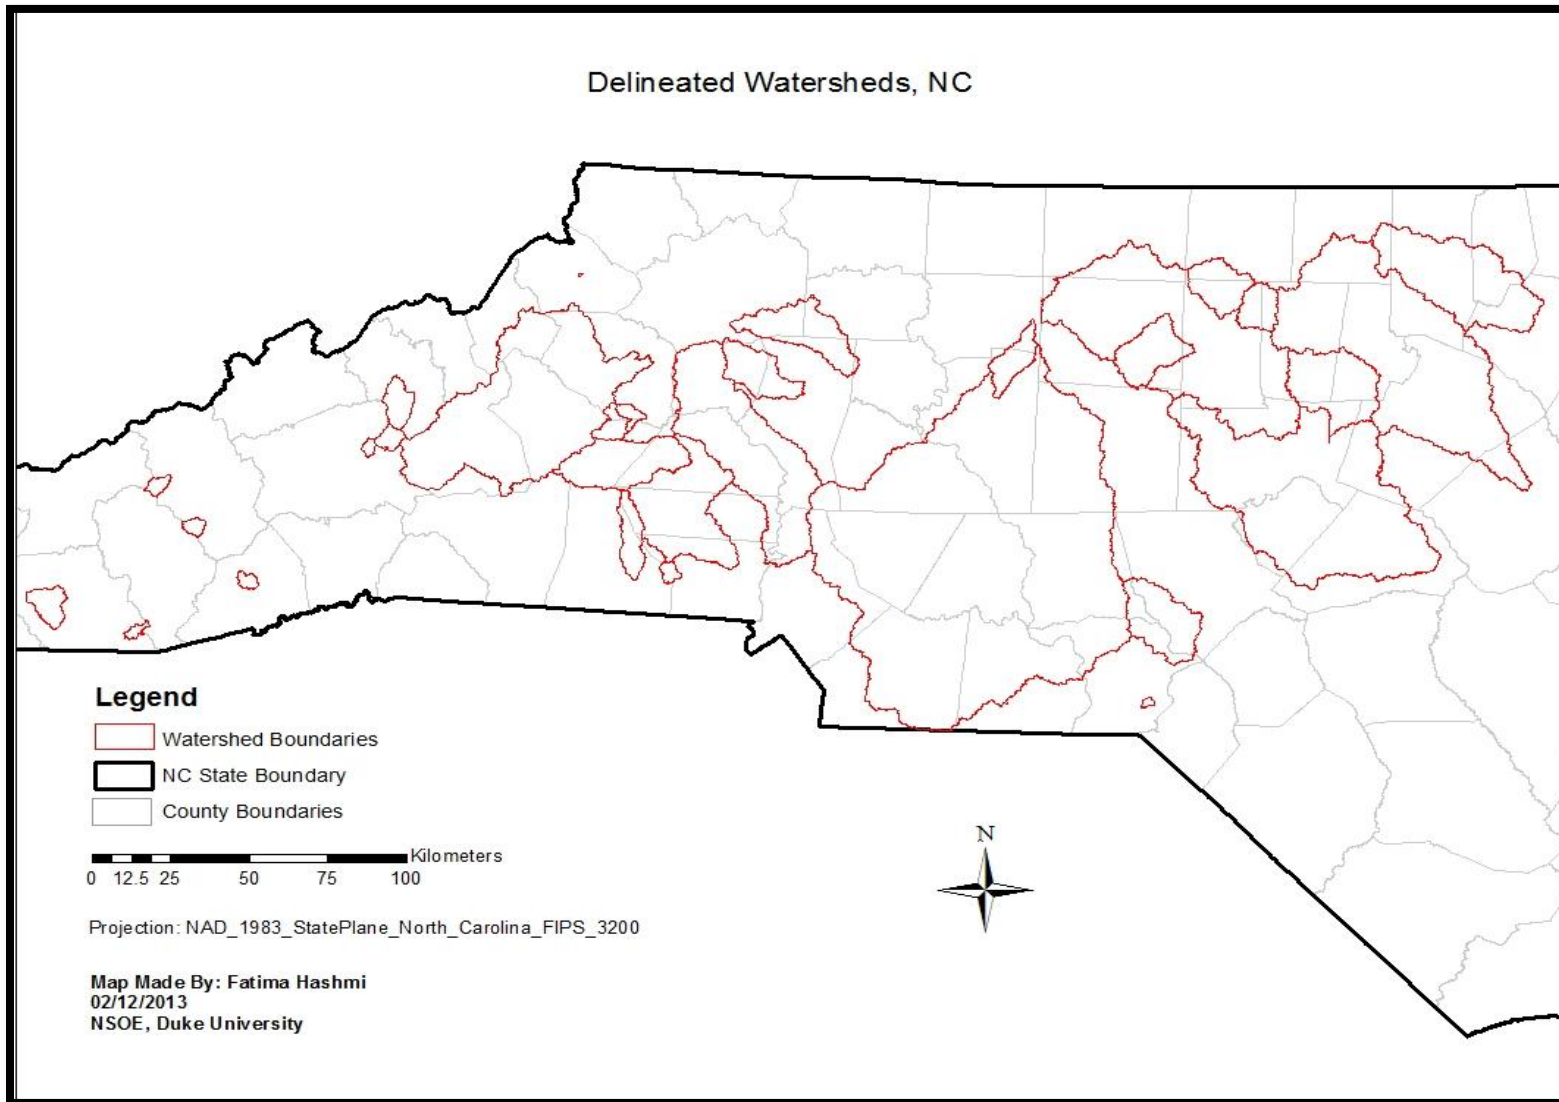 Delineated Watersheds, NC
Legend
Watershed Boundaries
NC State Boundary
County Boundaries
Kilometers
0 12.5 25 50 75 100
Projection: NAD_1983_StatePlane_North_Carolina_FIPS_3200
Map Made By: Fatima Hashmi
02/12/2013
NSOE, Duke University
N